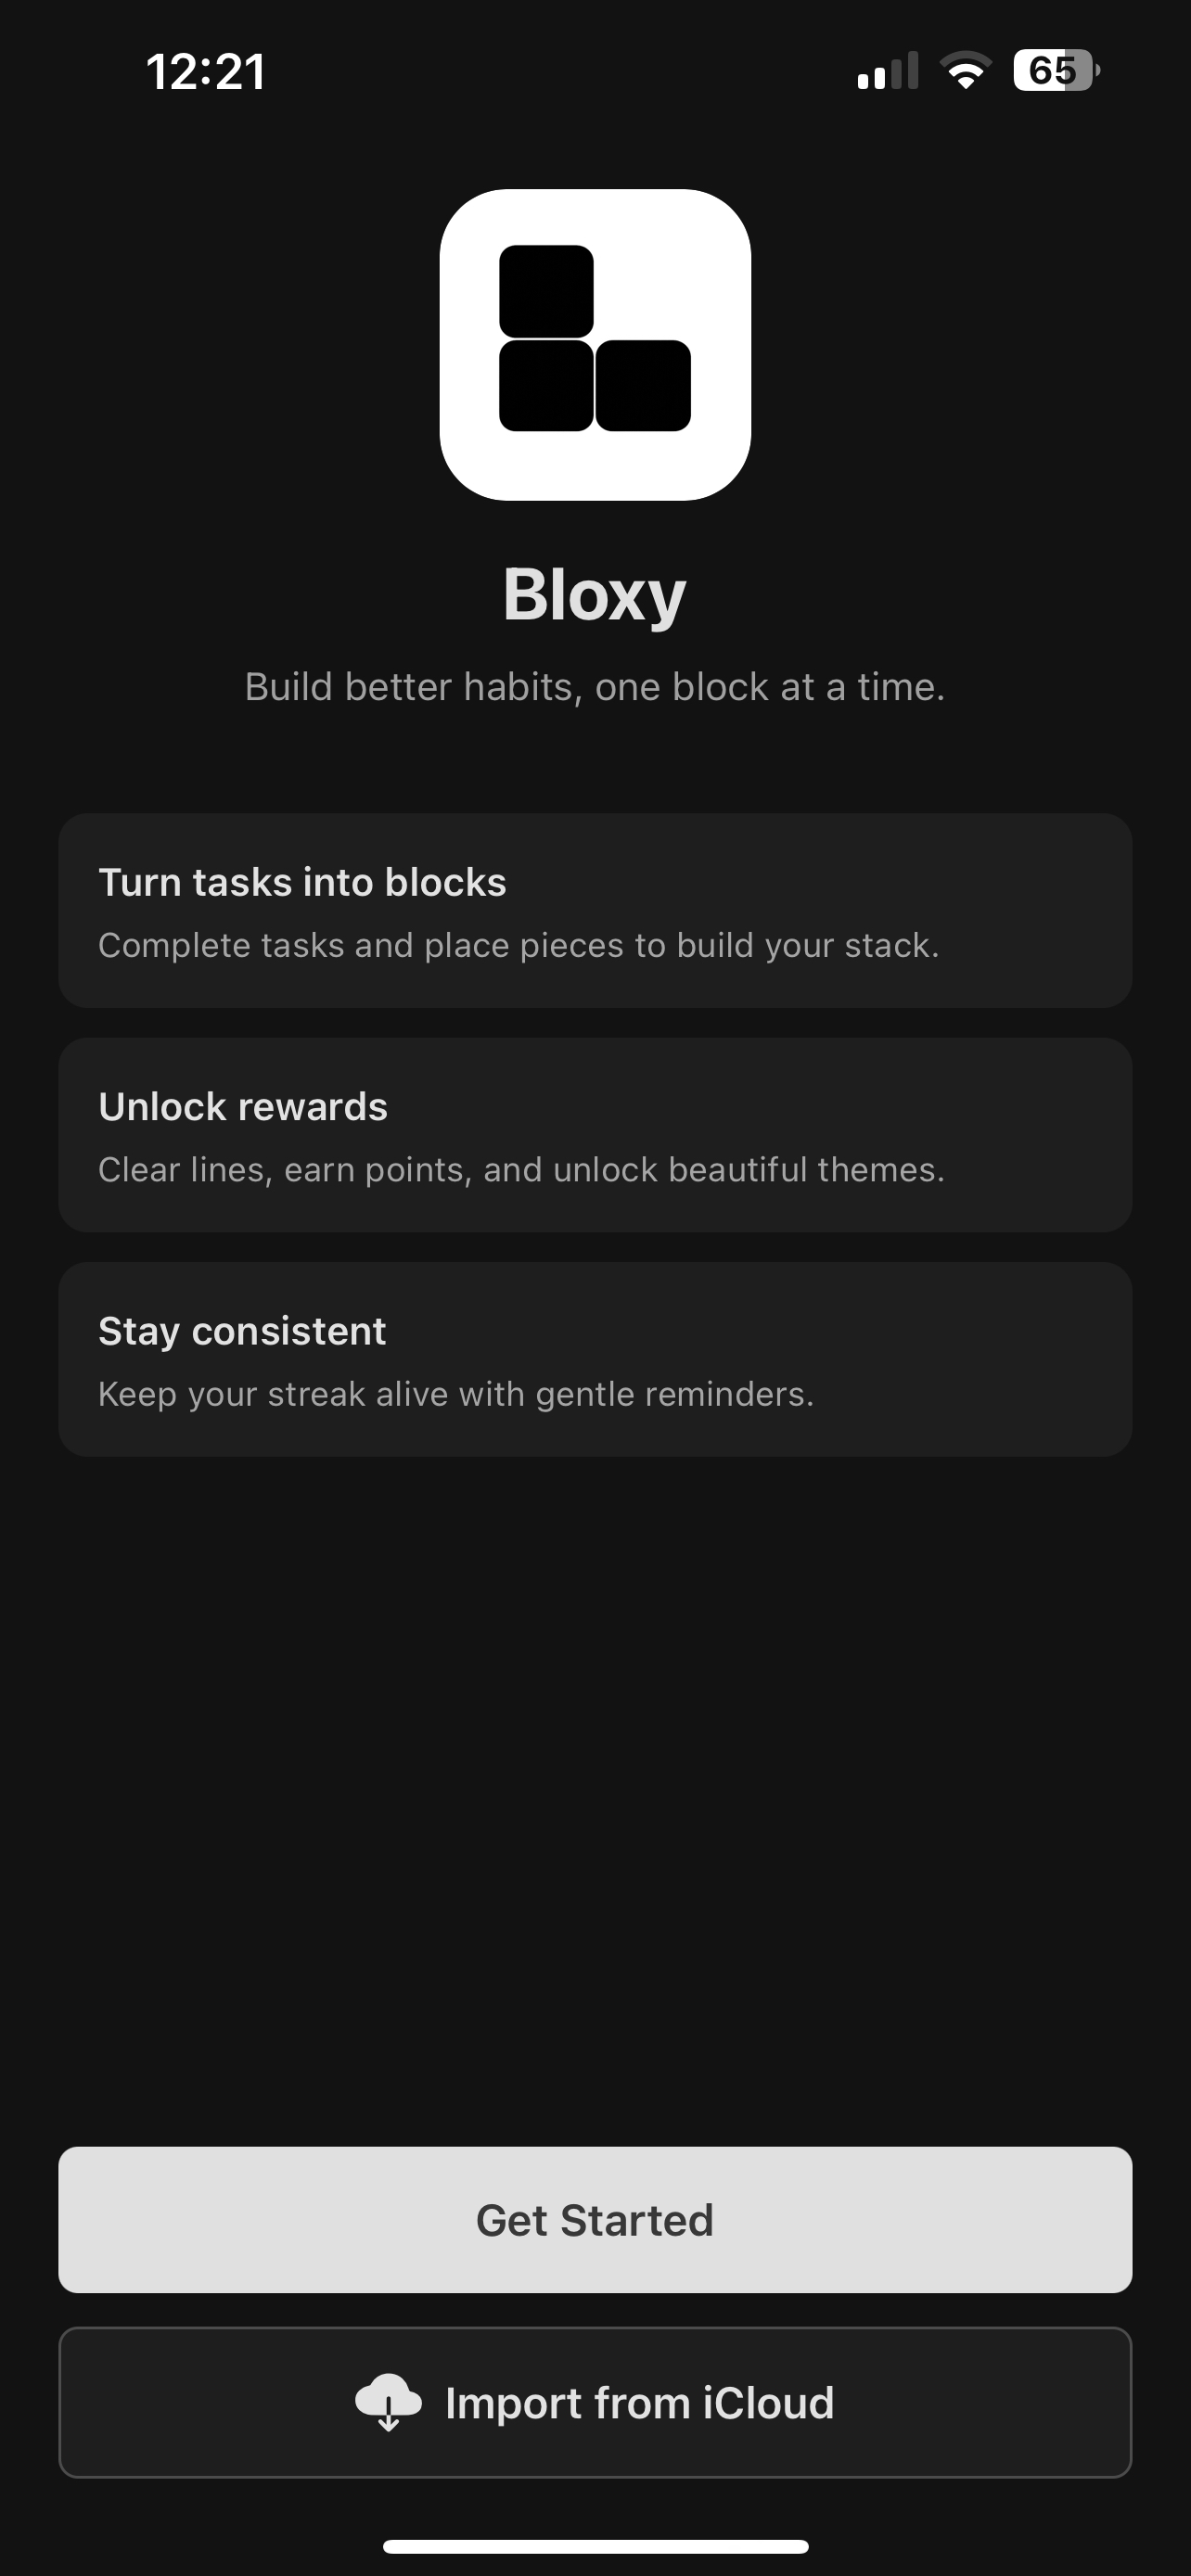 12:21
65
Bloxy
Build better habits, one block at a time.
Turn tasks into blocks
Complete tasks and place pieces to build your stack.
Unlock rewards
Clear lines, earn points, and unlock beautiful themes.
Stay consistent
Keep your streak alive with gentle reminders.
Get Started
Import from iCloud